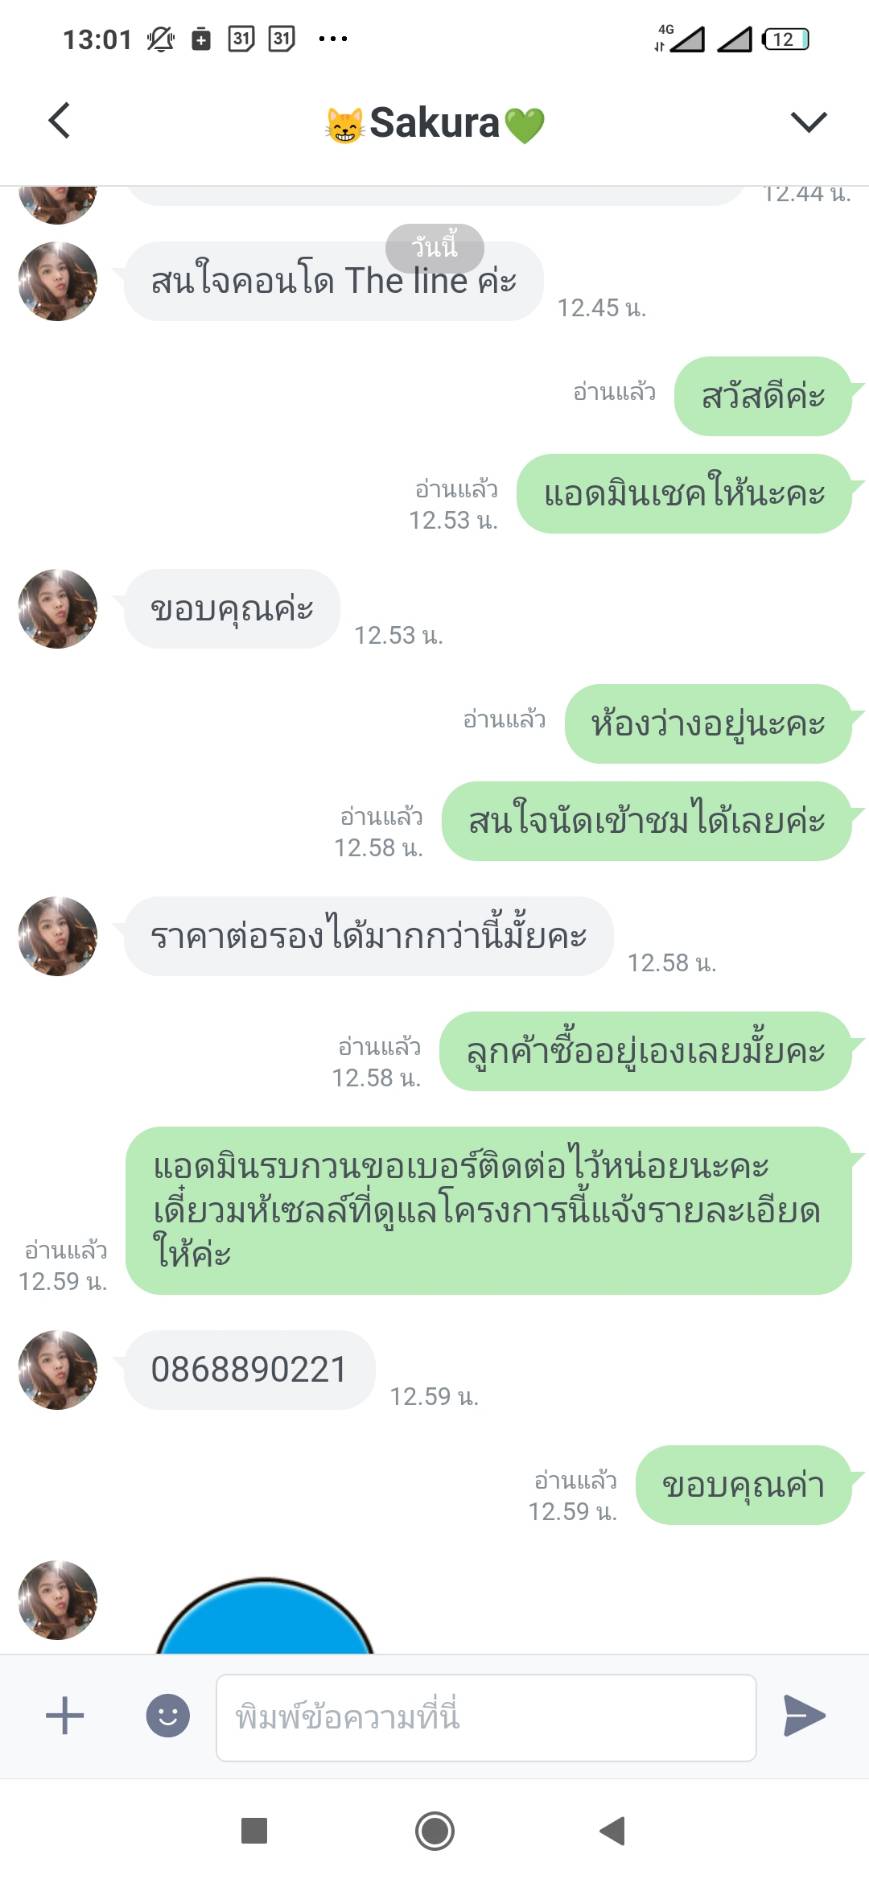 13:01
31
31
4G
12
Sakura
12.44 น.
วันนี้
สนใจคอนโด The line ค่ะ
12.45 น.
อ่านแล้ว
สวัสดีค่ะ
อ่านแล้ว
12.53 น.
แอดมินเชคให้นะคะ
ขอบคุณค่ะ
12.53 น.
อ่านแล้ว
ห้องว่างอยู่นะคะ
อ่านแล้ว
12.58 น.
สนใจนัดเข้าชมได้เลยค่ะ
ราคาต่อรองได้มากกว่านี้มั้ยคะ
12.58 น.
อ่านแล้ว
12.58 น.
ลูกค้าซื้ออยู่เองเลยมั้ยคะ
แอดมินรบกวนขอเบอร์ติดต่อไว้หน่อยนะคะ
เดี๋ยวมห้เซลล์ที่ดูแลโครงการนี้แจ้งรายละเอียด
ให้ค่ะ
อ่านแล้ว
12.59 น.
0868890221
12.59 น.
อ่านแล้ว
12.59 น.
ขอบคุณค่า
พิมพ์ข้อความที่นี่